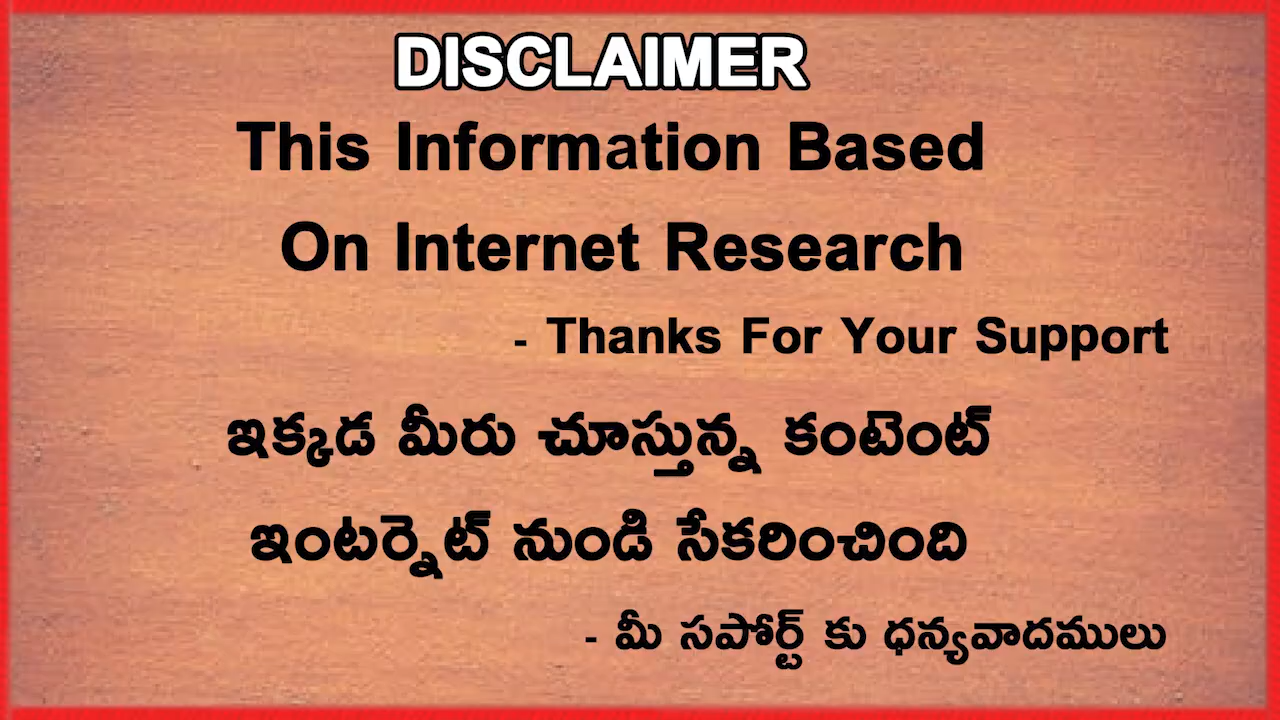 DISCLAIMER
This Information Based
On Internet Research
- Thanks For Your Support
ఇక్కడ మీరు చూస్తున్న కంటెంట్
ఇంటర్నెట్ నుండి సేకరించింది
- మీ సపోర్ట్ కు ధన్యవాదములు